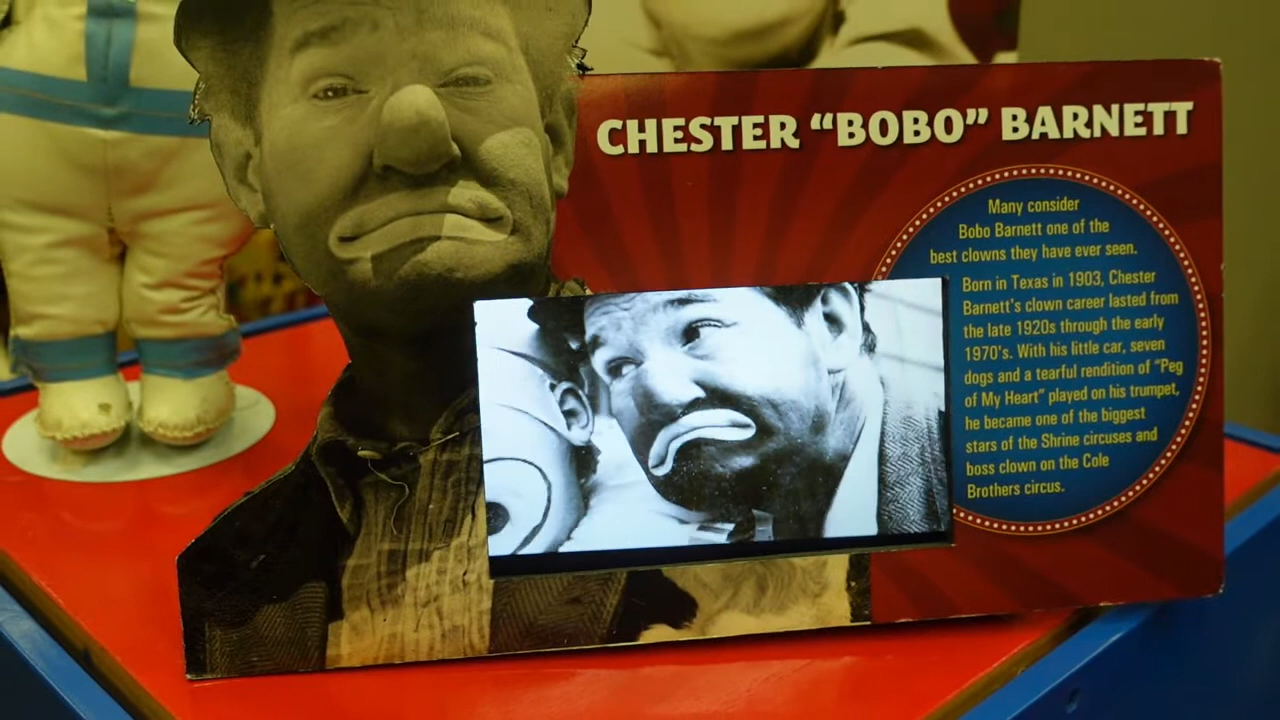 CHESTER “BOBO” BARNETT
Many consider
Bobo Barnett one of the
best clowns they have ever seen.
Born in Texas in 1903, Chester
Barnett's clown career lasted from
the late 1920s through the early
1970's. With his little car, seven
dogs and a tearful rendition of “Peg
of My Heart” played on his trumpet,
he became one of the biggest
stars of the Shrine circuses and
boss clown on the Cole
Brothers circus.